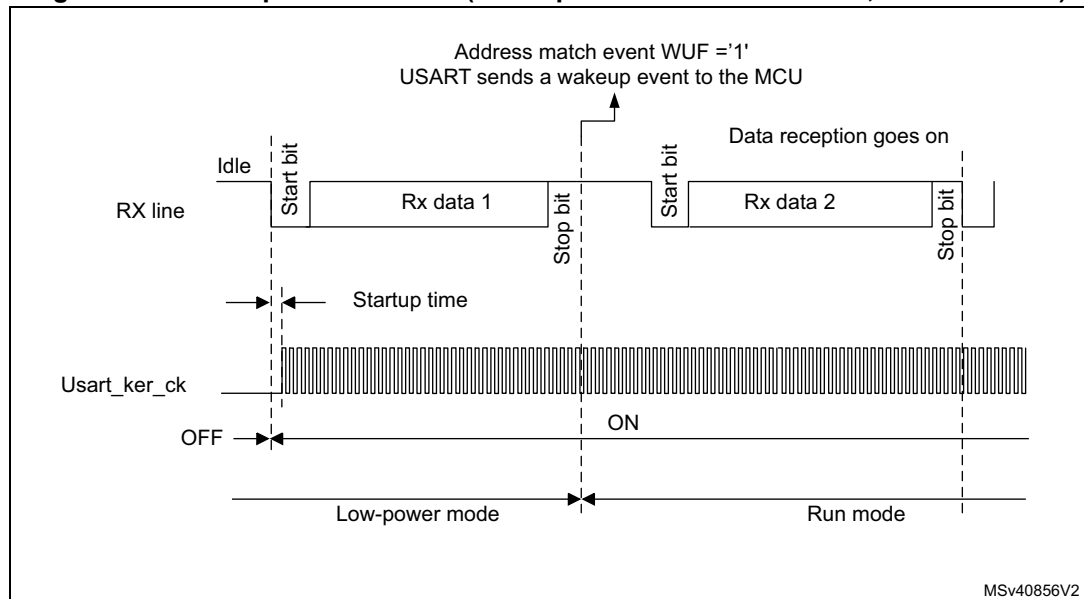 Address match event WUF ='1'
USART sends a wakeup event to the MCU
Data reception goes on
Idle
RX line
Start bit
Rx data 1
Stop bit
Start bit
Rx data 2
Stop bit
Startup time
Usart_ker_ck
OFF
ON
Low-power mode
Run mode
MSv40856V2